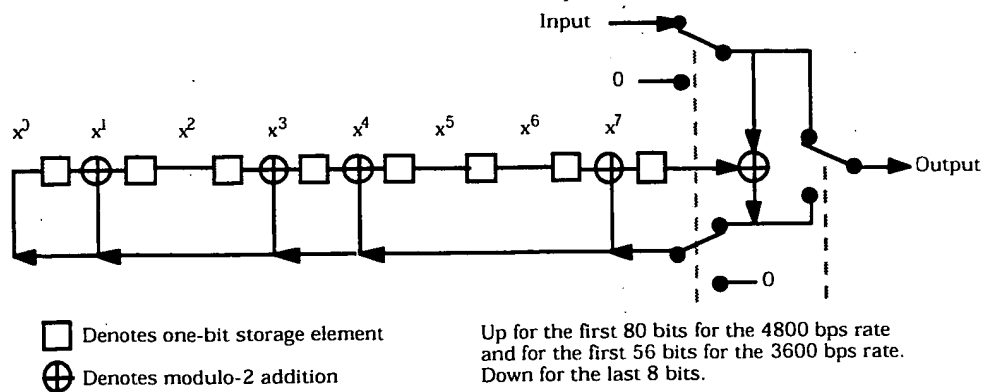 Input
0
x⁰ x¹ x² x³ x⁴ x⁵ x⁶ x⁷
Output
0
Denotes one-bit storage element
Denotes modulo-2 addition
Up for the first 80 bits for the 4800 bps rate
and for the first 56 bits for the 3600 bps rate.
Down for the last 8 bits.